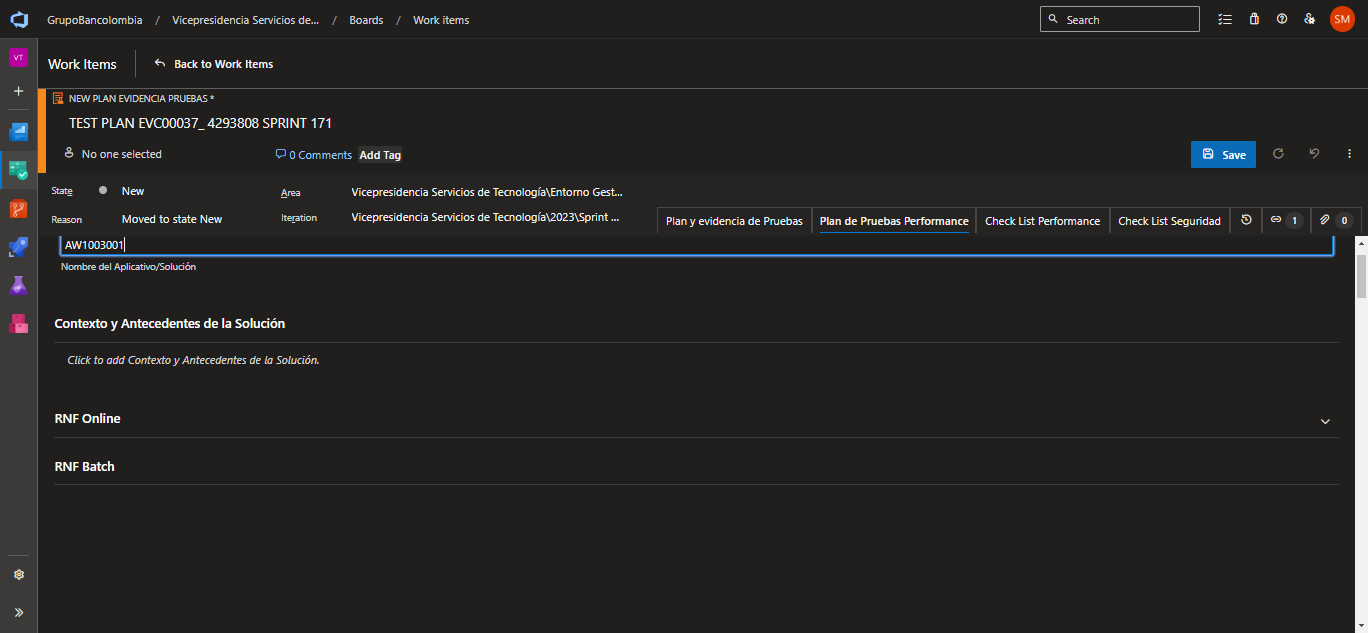 GrupoBancolombia / Vicepresidencia Servicios de... / Boards / Work items
Search
SM
VT
Work Items
Back to Work Items
NEW PLAN EVIDENCIA PRUEBAS *
TEST PLAN EVC00037_ 4293808 SPRINT 171
No one selected
0 Comments
Add Tag
Save
State
New
Area
Vicepresidencia Servicios de Tecnología\Entorno Gest...
Reason
Moved to state New
Iteration
Vicepresidencia Servicios de Tecnología\2023\Sprint ...
Plan y evidencia de Pruebas
Plan de Pruebas Performance
Check List Performance
Check List Seguridad
1
0
AW1003001
Nombre del Aplicativo/Solución
Contexto y Antecedentes de la Solución
Click to add Contexto y Antecedentes de la Solución.
RNF Online
RNF Batch